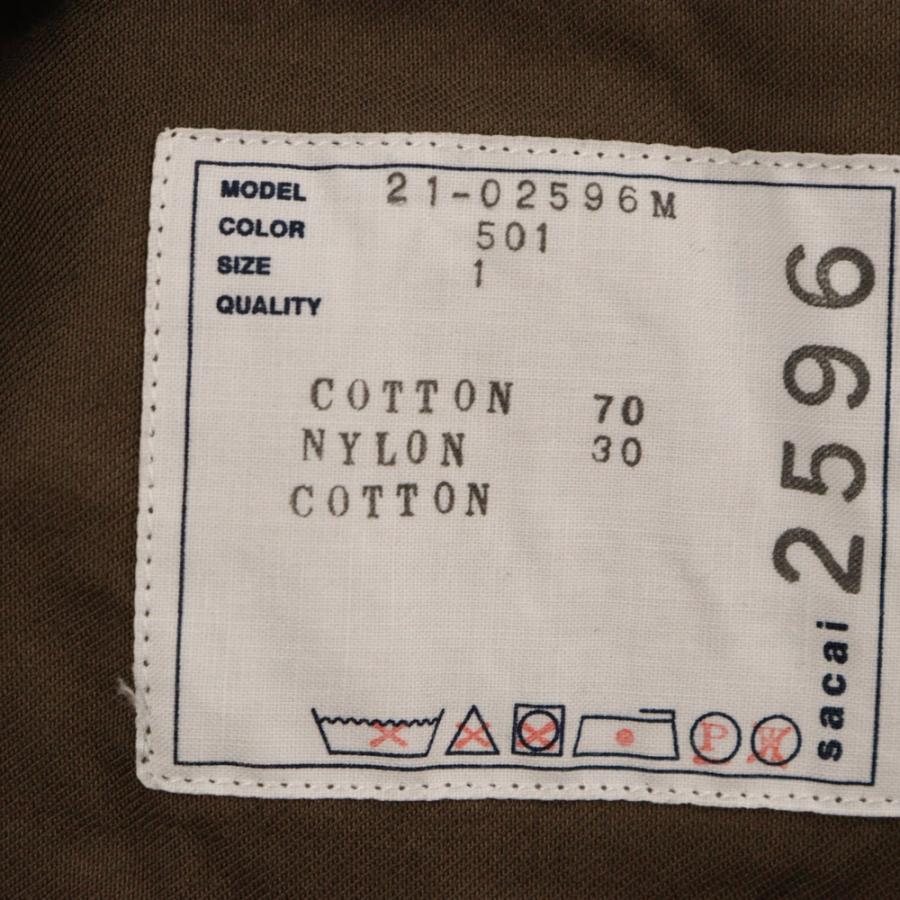 MODEL 21-02596M
COLOR 501
SIZE 1
QUALITY
COTTON 70
NYLON 30
COTTON
P
W
sacai 2596